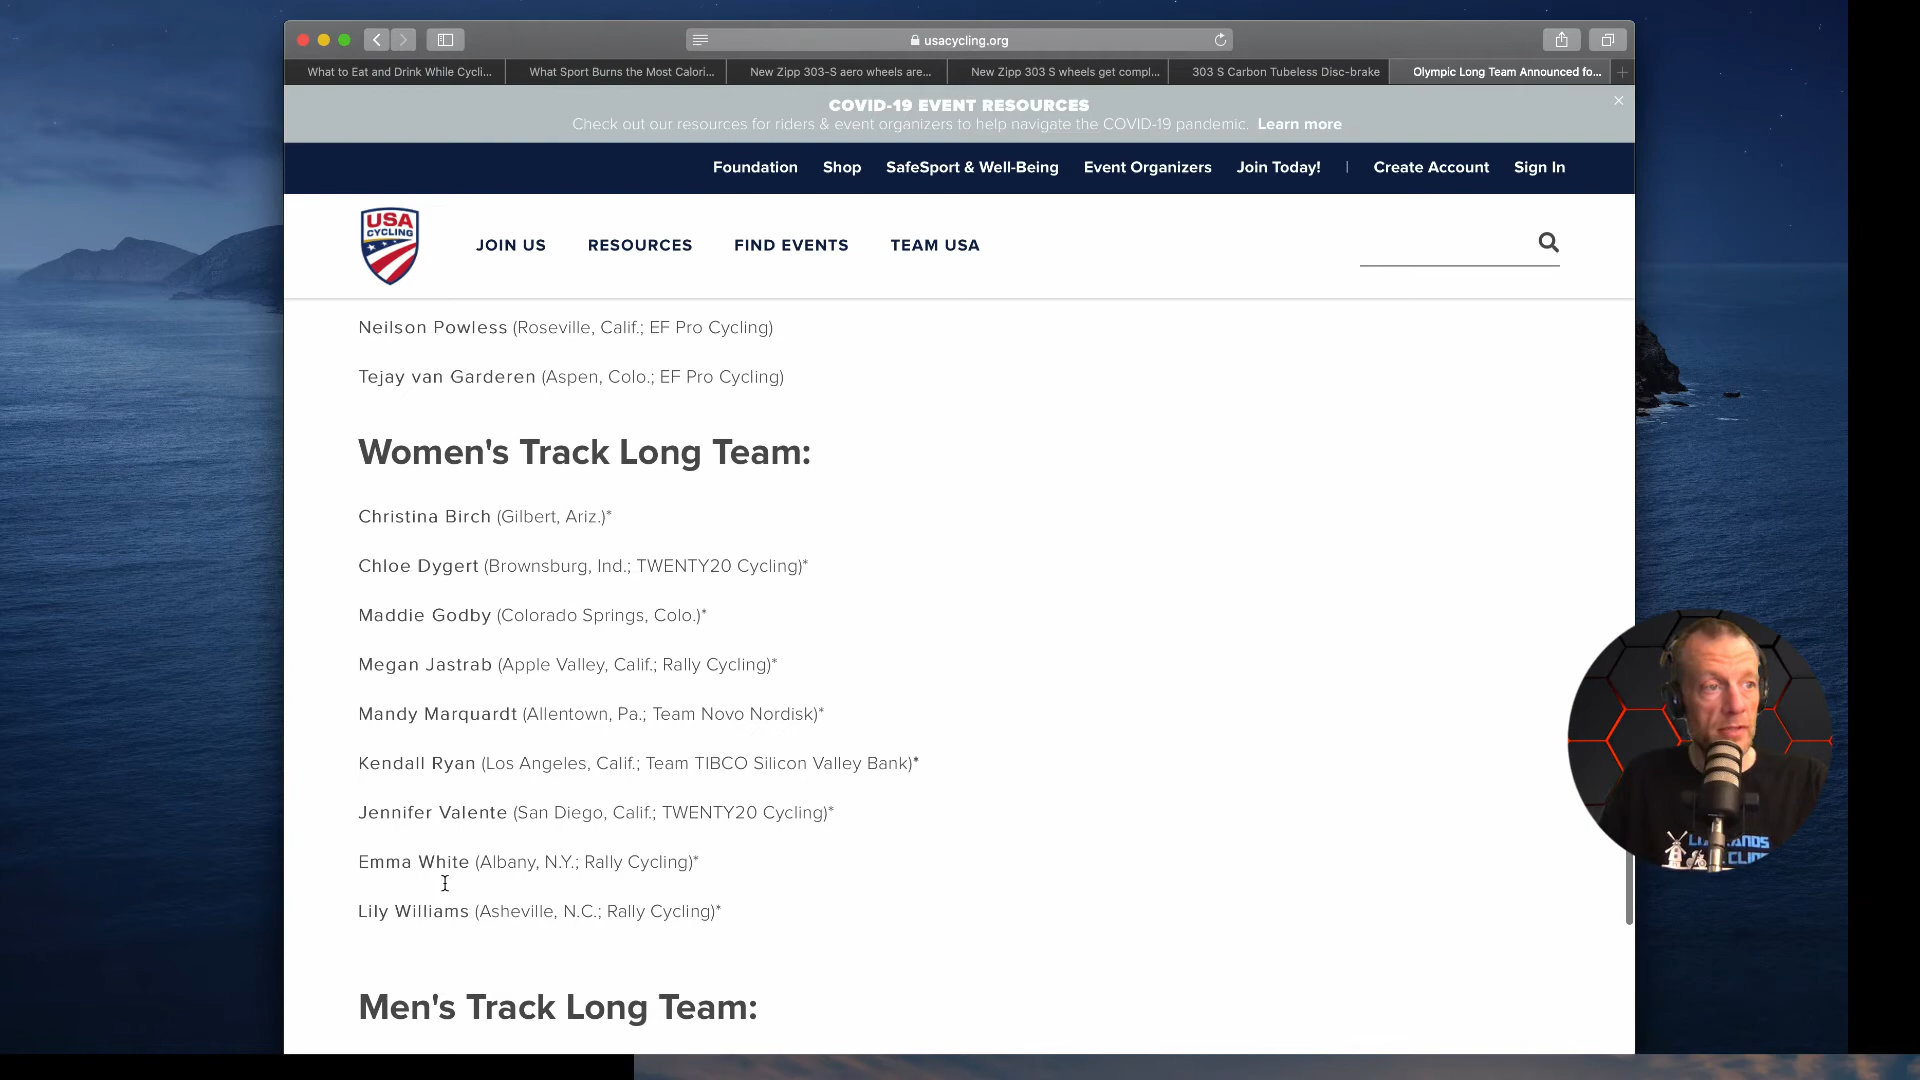 usacycling.org
What to Eat and Drink While Cycli...
What Sport Burns the Most Calori...
New Zipp 303-S aero wheels are...
New Zipp 303 S wheels get compl...
303 S Carbon Tubeless Disc-brake
Olympic Long Team Announced fo...
COVID-19 EVENT RESOURCES
Check out our resources for riders & event organizers to help navigate the COVID-19 pandemic. Learn more
Foundation Shop SafeSport & Well-Being Event Organizers Join Today! | Create Account Sign In
USA CYCLING
JOIN US RESOURCES FIND EVENTS TEAM USA
Neilson Powless (Roseville, Calif.; EF Pro Cycling)
Tejay van Garderen (Aspen, Colo.; EF Pro Cycling)
Women's Track Long Team:
Christina Birch (Gilbert, Ariz.)*
Chloe Dygert (Brownsburg, Ind.; TWENTY20 Cycling)*
Maddie Godby (Colorado Springs, Colo.)*
Megan Jastrab (Apple Valley, Calif.; Rally Cycling)*
Mandy Marquardt (Allentown, Pa.; Team Novo Nordisk)*
Kendall Ryan (Los Angeles, Calif.; Team TIBCO Silicon Valley Bank)*
Jennifer Valente (San Diego, Calif.; TWENTY20 Cycling)*
Emma White (Albany, N.Y.; Rally Cycling)*
Lily Williams (Asheville, N.C.; Rally Cycling)*
Men's Track Long Team: